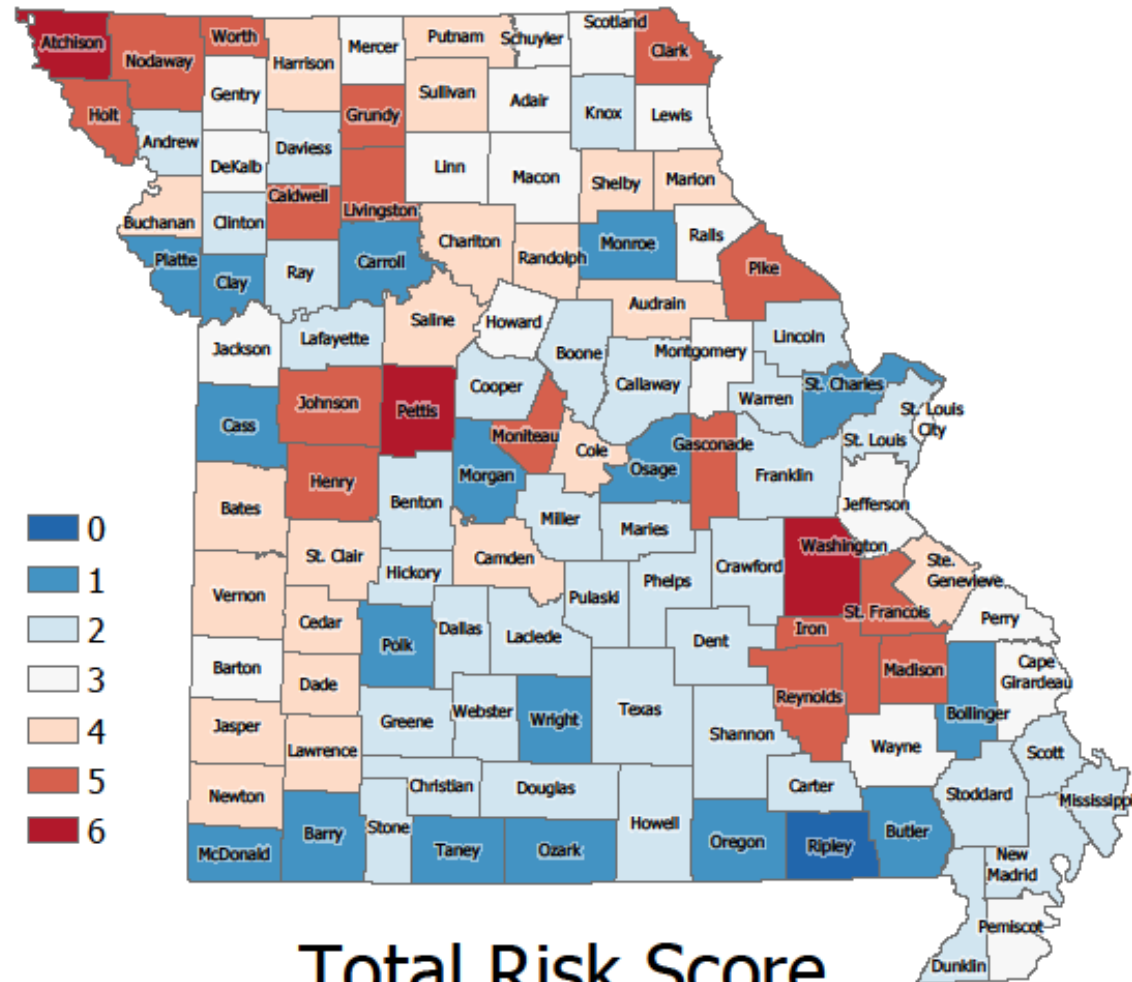 Atchison
Nodaway
Worth
Harrison
Mercer
Putnam
Schuyler
Scotland
Clark
Holt
Gentry
Grundy
Sullivan
Adair
Knox
Lewis
Andrew
DeKalb
Daviess
Linn
Macon
Shelby
Marion
Buchanan
Clinton
Caldwell
Livingston
Chariton
Randolph
Monroe
Ralls
Pike
Platte
Clay
Ray
Carroll
Saline
Howard
Audrain
Jackson
Lafayette
Boone
Callaway
Montgomery
Lincoln
Cass
Johnson
Pettis
Cooper
Moniteau
Cole
Osage
Gasconade
Warren
St. Charles
St. Louis
City
St. Louis
Bates
Henry
Benton
Morgan
Miller
Maries
Franklin
Jefferson
Vernon
St. Clair
Hickory
Camden
Pulaski
Phelps
Crawford
Washington
Ste.
Genevieve
St. Francois
Perry
Cedar
Polk
Dallas
Laclede
Dent
Iron
Madison
Cape
Girardeau
Barton
Dade
Greene
Webster
Wright
Texas
Shannon
Reynolds
Wayne
Bollinger
Scott
Jasper
Lawrence
Christian
Douglas
Howell
Carter
Stoddard
Mississippi
Newton
McDonald
Barry
Stone
Taney
Ozark
Oregon
Ripley
Butler
New
Madrid
Pemiscot
Dunklin
0
1
2
3
4
5
6
Total Risk Score